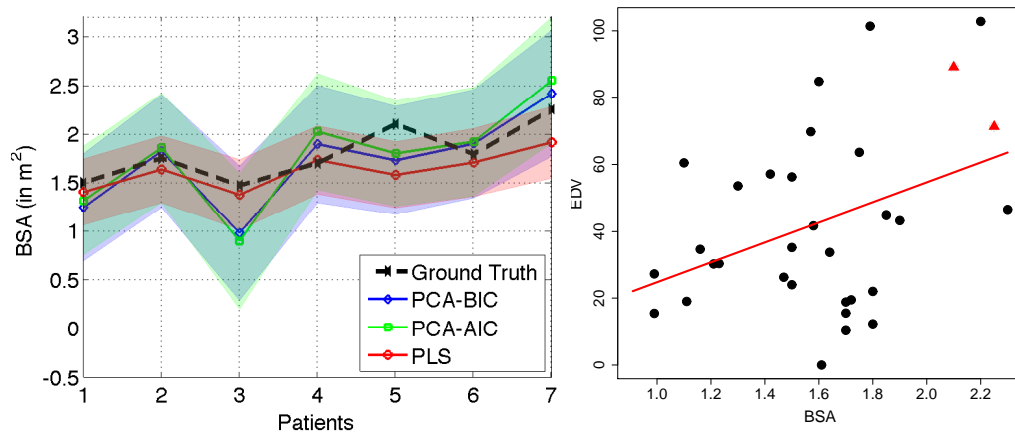 3
2.5
2
1.5
1
0.5
0
-0.5
BSA (in m²)
Ground Truth
PCA-BIC
PCA-AIC
PLS
1 2 3 4 5 6 7
Patients
100
80
60
40
20
0
EDV
1.0 1.2 1.4 1.6 1.8 2.0 2.2
BSA